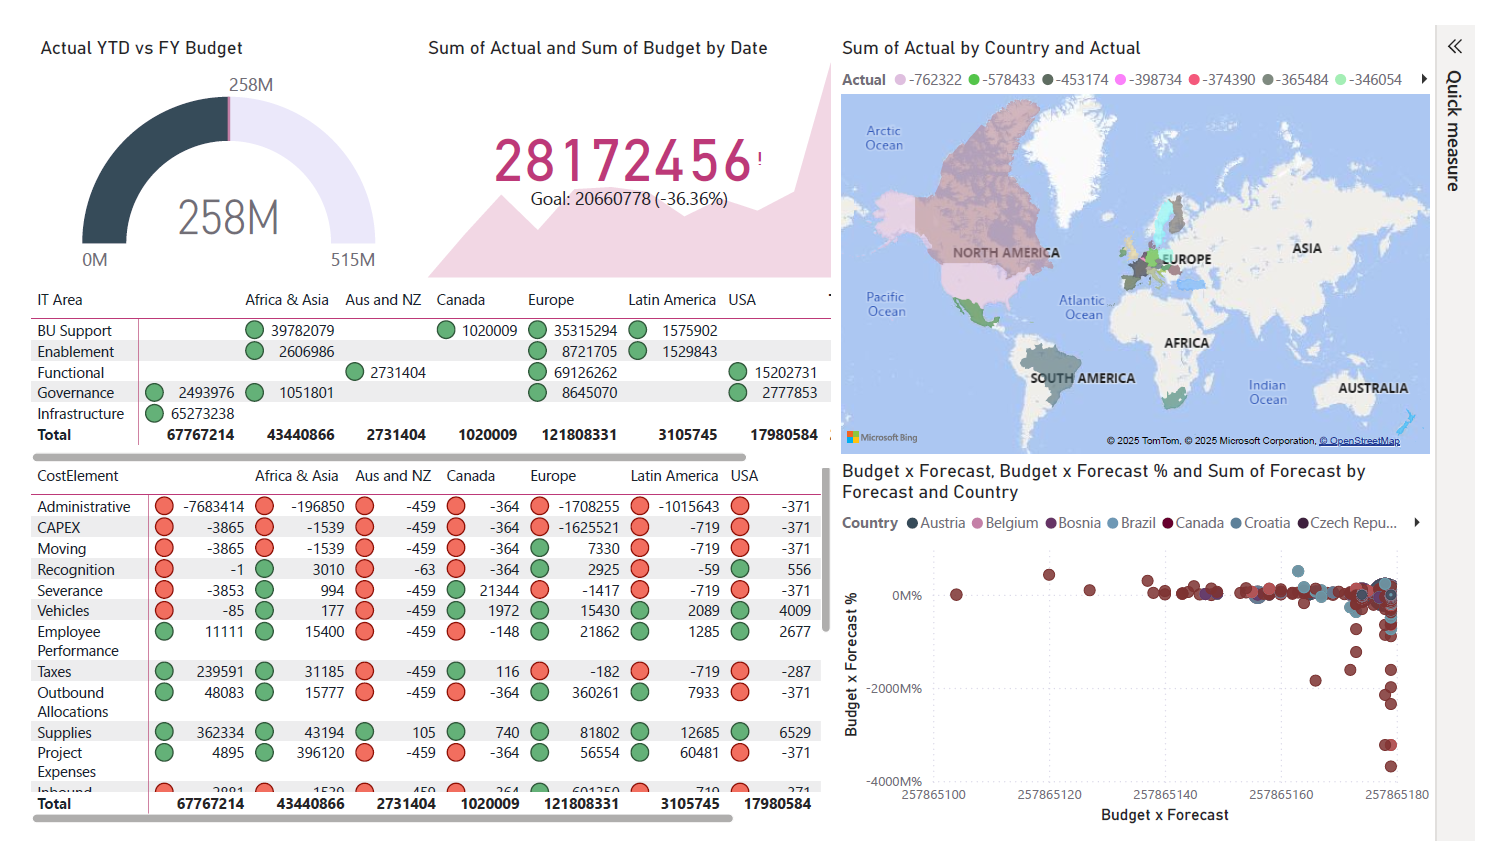 Actual YTD vs FY Budget
258M
258M
0M 515M
Sum of Actual and Sum of Budget by Date
28172456!
Goal: 20660778 (-36.36%)
Sum of Actual by Country and Actual
Actual -762322 -578433 -453174 -398734 -374390 -365484 -346054
Arctic
Ocean
NORTH AMERICA
EUROPE
ASIA
Pacific
Ocean
Atlantic
Ocean
AFRICA
SOUTH AMERICA
Indian
Ocean
AUSTRALIA
Microsoft Bing
© 2025 TomTom, © 2025 Microsoft Corporation, © OpenStreetMap
Quick measure
IT Area Africa & Asia Aus and NZ Canada Europe Latin America USA
BU Support 39782079 1020009 35315294 1575902
Enablement 2606986 8721705 1529843
Functional 2731404 69126262 15202731
Governance 2493976 1051801 8645070 2777853
Infrastructure 65273238
Total 67767214 43440866 2731404 1020009 121808331 3105745 17980584
CostElement Africa & Asia Aus and NZ Canada Europe Latin America USA
Administrative -7683414 -196850 -459 -364 -1708255 -1015643 -371
CAPEX -3865 -1539 -459 -364 -1625521 -719 -371
Moving -3865 -1539 -459 -364 7330 -719 -371
Recognition -1 3010 -63 -364 2925 -59 556
Severance -3853 994 -459 21344 -1417 -719 -371
Vehicles -85 177 -459 1972 15430 2089 4009
Employee 11111 15400 -459 -148 21862 1285 2677
Performance
Taxes 239591 31185 -459 116 -182 -719 -287
Outbound 48083 15777 -459 -364 360261 7933 -371
Allocations
Supplies 362334 43194 105 740 81802 12685 6529
Project 4895 396120 -459 -364 56554 60481 -371
Expenses
Total 67767214 43440866 2731404 1020009 121808331 3105745 17980584
Budget x Forecast, Budget x Forecast % and Sum of Forecast by
Forecast and Country
Country Austria Belgium Bosnia Brazil Canada Croatia Czech Repu...
Budget x Forecast %
0M%
-2000M%
-4000M%
257865100 257865120 257865140 257865160 257865180
Budget x Forecast